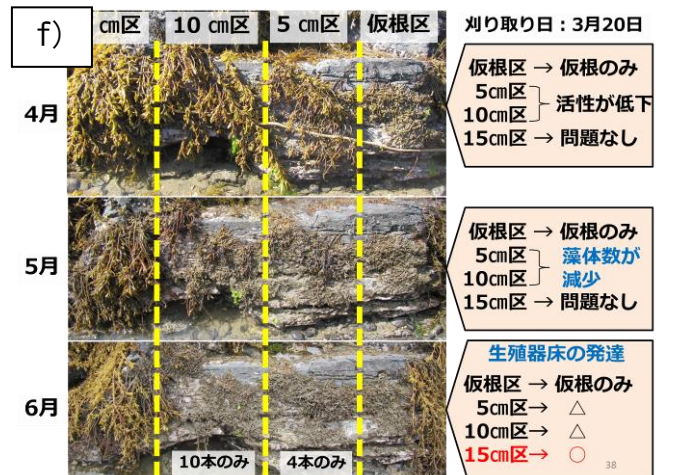 f）
㎝区 10 ㎝区 5 ㎝区 仮根区
刈り取り日：3月20日
4月
仮根区 → 仮根のみ
5㎝区
10㎝区
活性が低下
15㎝区 → 問題なし
5月
仮根区 → 仮根のみ
5㎝区
10㎝区
藻体数が
減少
15㎝区 → 問題なし
6月
10本のみ
4本のみ
生殖器床の発達
仮根区 → 仮根のみ
5㎝区→ △
10㎝区→ △
15㎝区→ ○
38